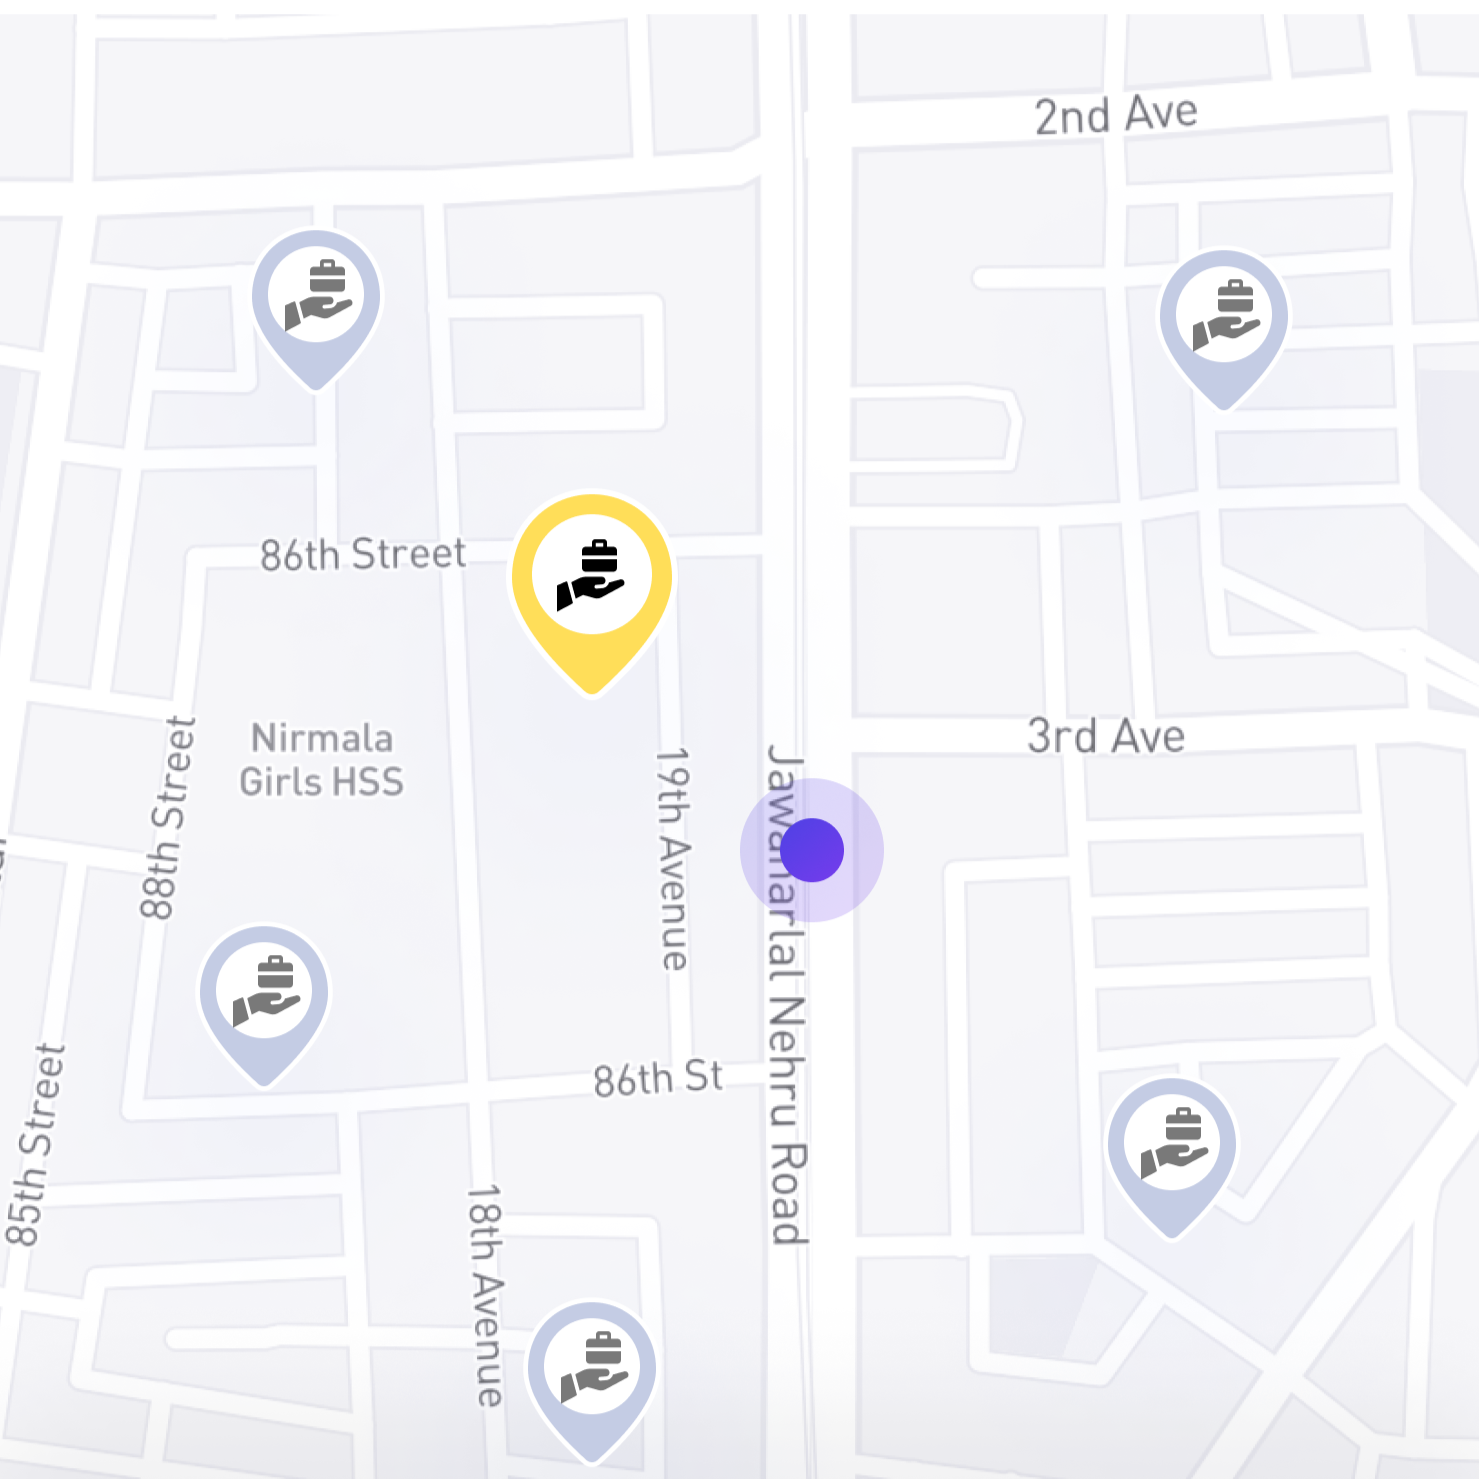 2nd Ave
86th Street
Nirmala
Girls HSS
3rd Ave
88th Street
19th Avenue
Jawaharlal Nehru Road
86th St
85th Street
18th Avenue